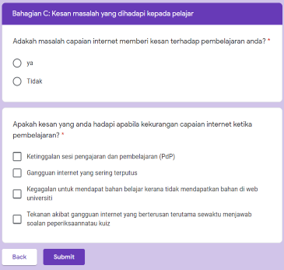 Bahagian C: Kesan masalah yang dihadapi kepada pelajar
Adakah masalah capaian internet memberi kesan terhadap pembelajaran anda? *
ya
Tidak
Apakah kesan yang anda hadapi apabila kekurangan capaian internet ketika
pembelajaran? *
Ketinggalan sesi pengajaran dan pembelajaran (PdP)
Gangguan internet yang sering terputus
Kegagalan untuk mendapat bahan belajar kerana tidak mendapatkan bahan di web
universiti
Tekanan akibat gangguan internet yang berterusan terutama sewaktu menjawab
soalan peperiksaannatau kuiz
Back
Submit